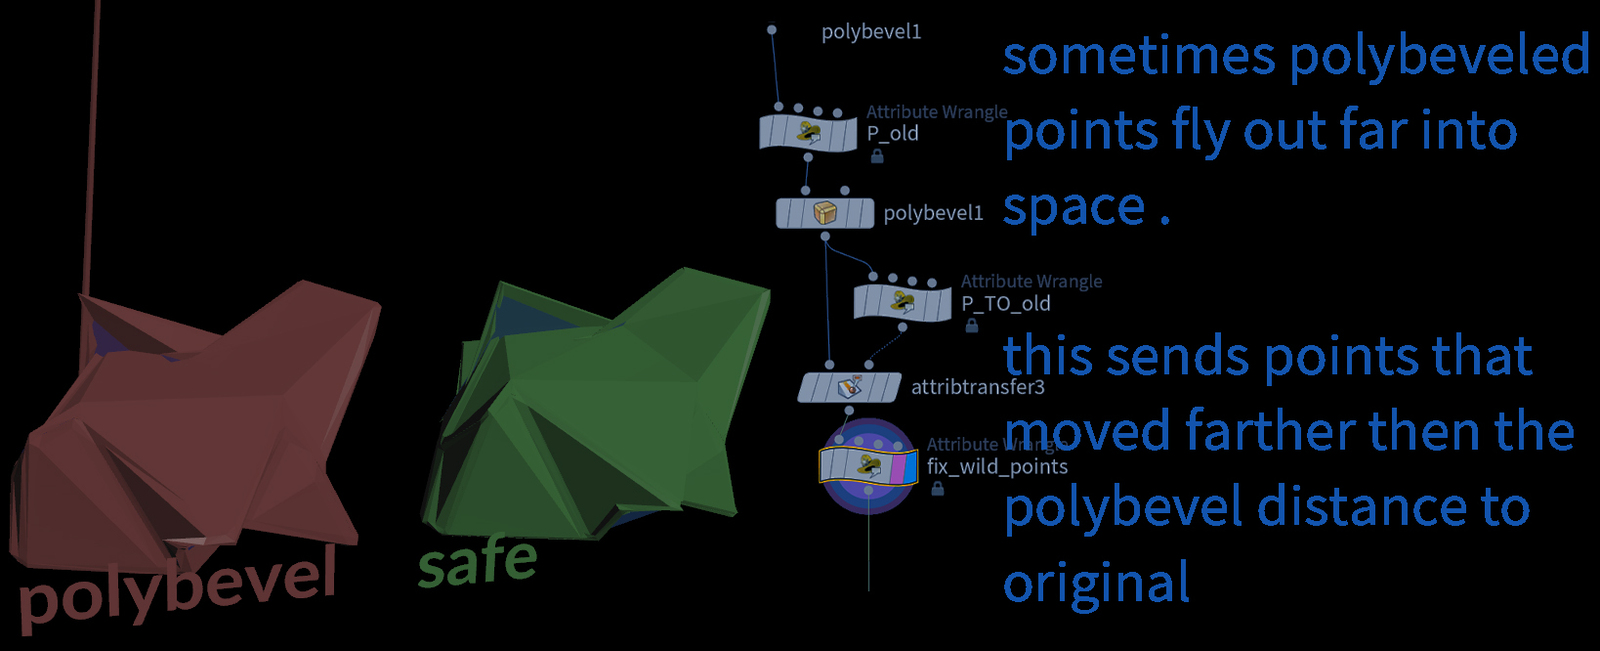 polybevel1
Attribute Wrangle
P_old
polybevel1
Attribute Wrangle
P_TO_old
attribtransfer3
Attribute Wrangle
fix_wild_points
sometimes polybeveled
points fly out far into
space .
this sends points that
moved farther then the
polybevel distance to
original
polybevel
safe